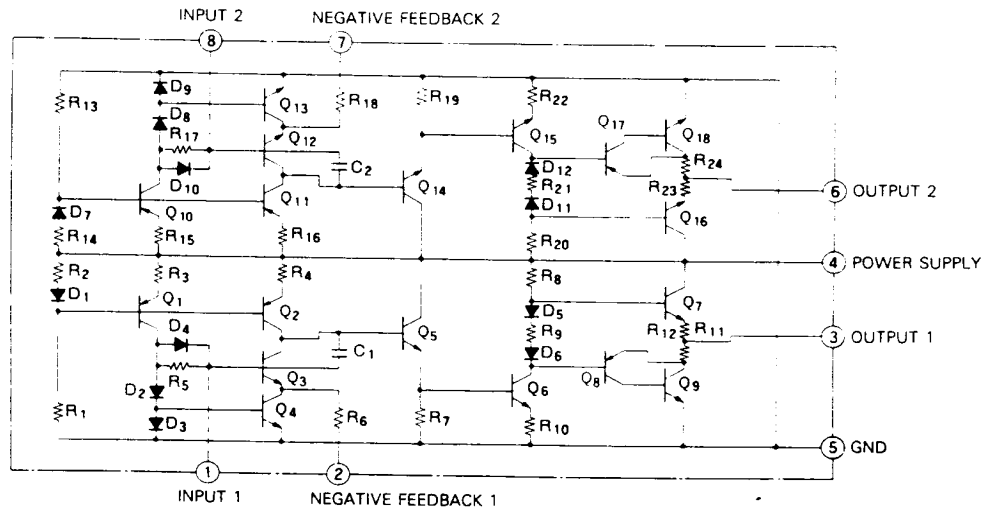 INPUT 2 NEGATIVE FEEDBACK 2
8 7
D9
R13 Q13 R18 R19 R22
D8 Q12 Q15 Q17 Q18
R17 C2 D12 R24
D10 Q14 R21 R23
D7 Q10 Q11 D11 Q16 6 OUTPUT 2
R14 R15 R16 R20
4 POWER SUPPLY
R2 R3 R4 R8
D1 Q1 Q2 D5 Q7
D4 Q5 R9 R12 R11 3 OUTPUT 1
R5 Q3 C1 D6
D2 Q6 Q8 Q9
R1 D3 Q4 R6 R7 R10
5 GND
1 2
INPUT 1 NEGATIVE FEEDBACK 1